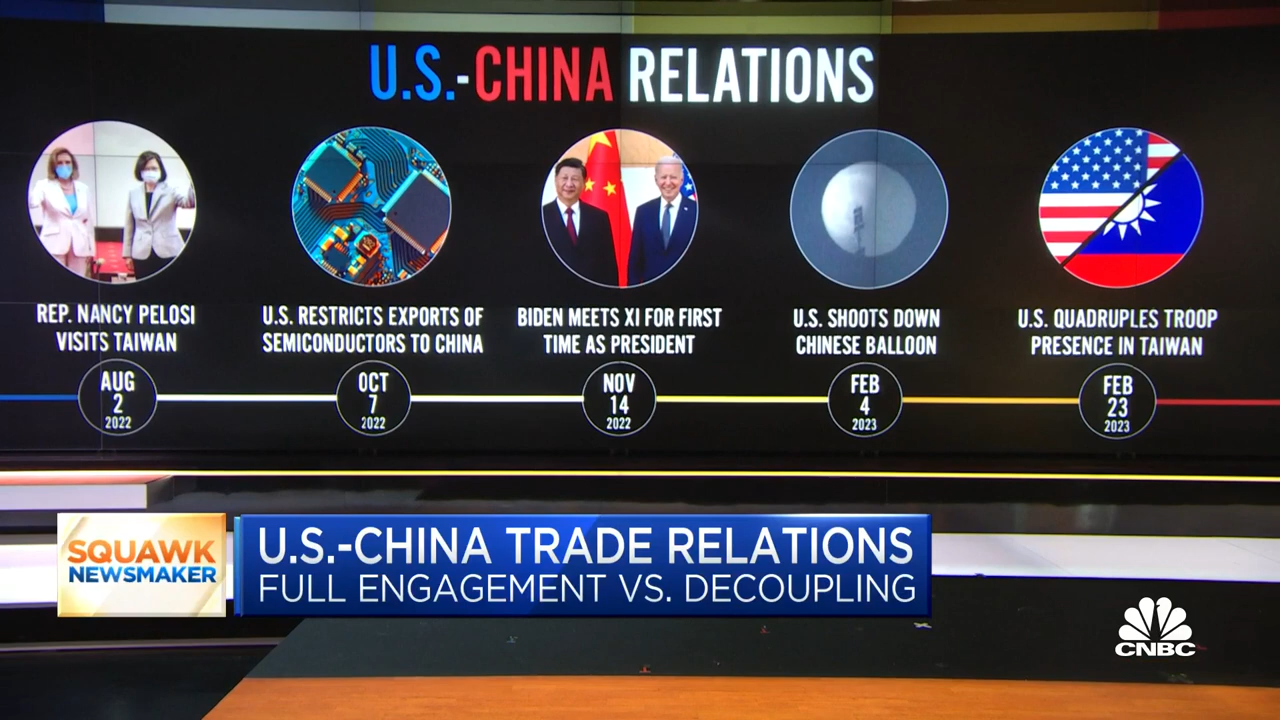 U.S.-CHINA RELATIONS
REP. NANCY PELOSI
VISITS TAIWAN
AUG
2
2022
U.S. RESTRICTS EXPORTS OF
SEMICONDUCTORS TO CHINA
OCT
7
2022
BIDEN MEETS XI FOR FIRST
TIME AS PRESIDENT
NOV
14
2022
U.S. SHOOTS DOWN
CHINESE BALLOON
FEB
4
2023
U.S. QUADRUPLES TROOP
PRESENCE IN TAIWAN
FEB
23
2023
SQUAWK
NEWSMAKER
U.S.-CHINA TRADE RELATIONS
FULL ENGAGEMENT VS. DECOUPLING
CNBC